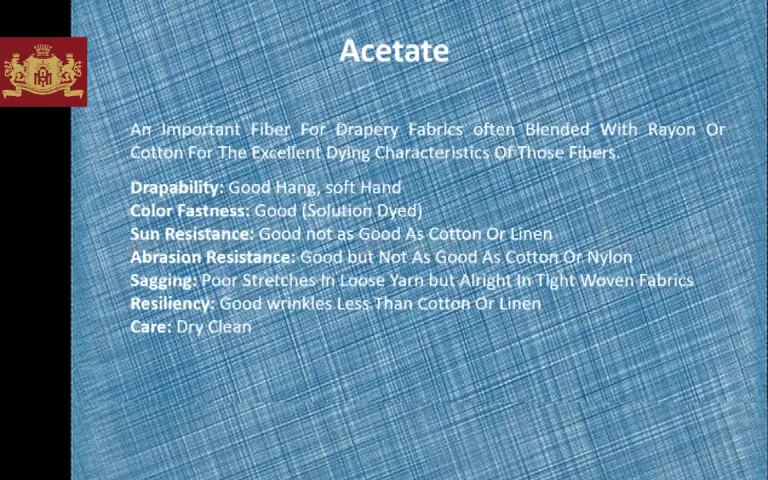 Acetate
An Important Fiber For Drapery Fabrics often Blended With Rayon Or
Cotton For The Excellent Dying Characteristics Of Those Fibers.
Drapability: Good Hang, soft Hand
Color Fastness: Good (Solution Dyed)
Sun Resistance: Good not as Good As Cotton Or Linen
Abrasion Resistance: Good but Not As Good As Cotton Or Nylon
Sagging: Poor Stretches In Loose Yarn but Alright In Tight Woven Fabrics
Resiliency: Good wrinkles Less Than Cotton Or Linen
Care: Dry Clean